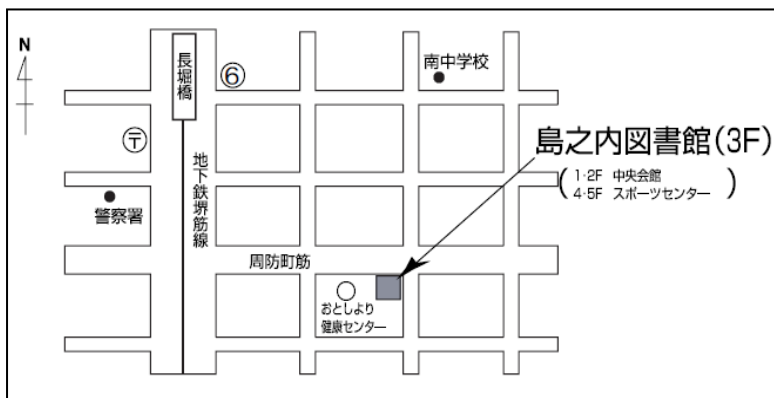 N
長堀橋
⑥
南中学校
〒
地下鉄堺筋線
島之内図書館(3F)
(1・2F 中央会館
4・5F スポーツセンター)
警察署
周防町筋
おとしより
健康センター